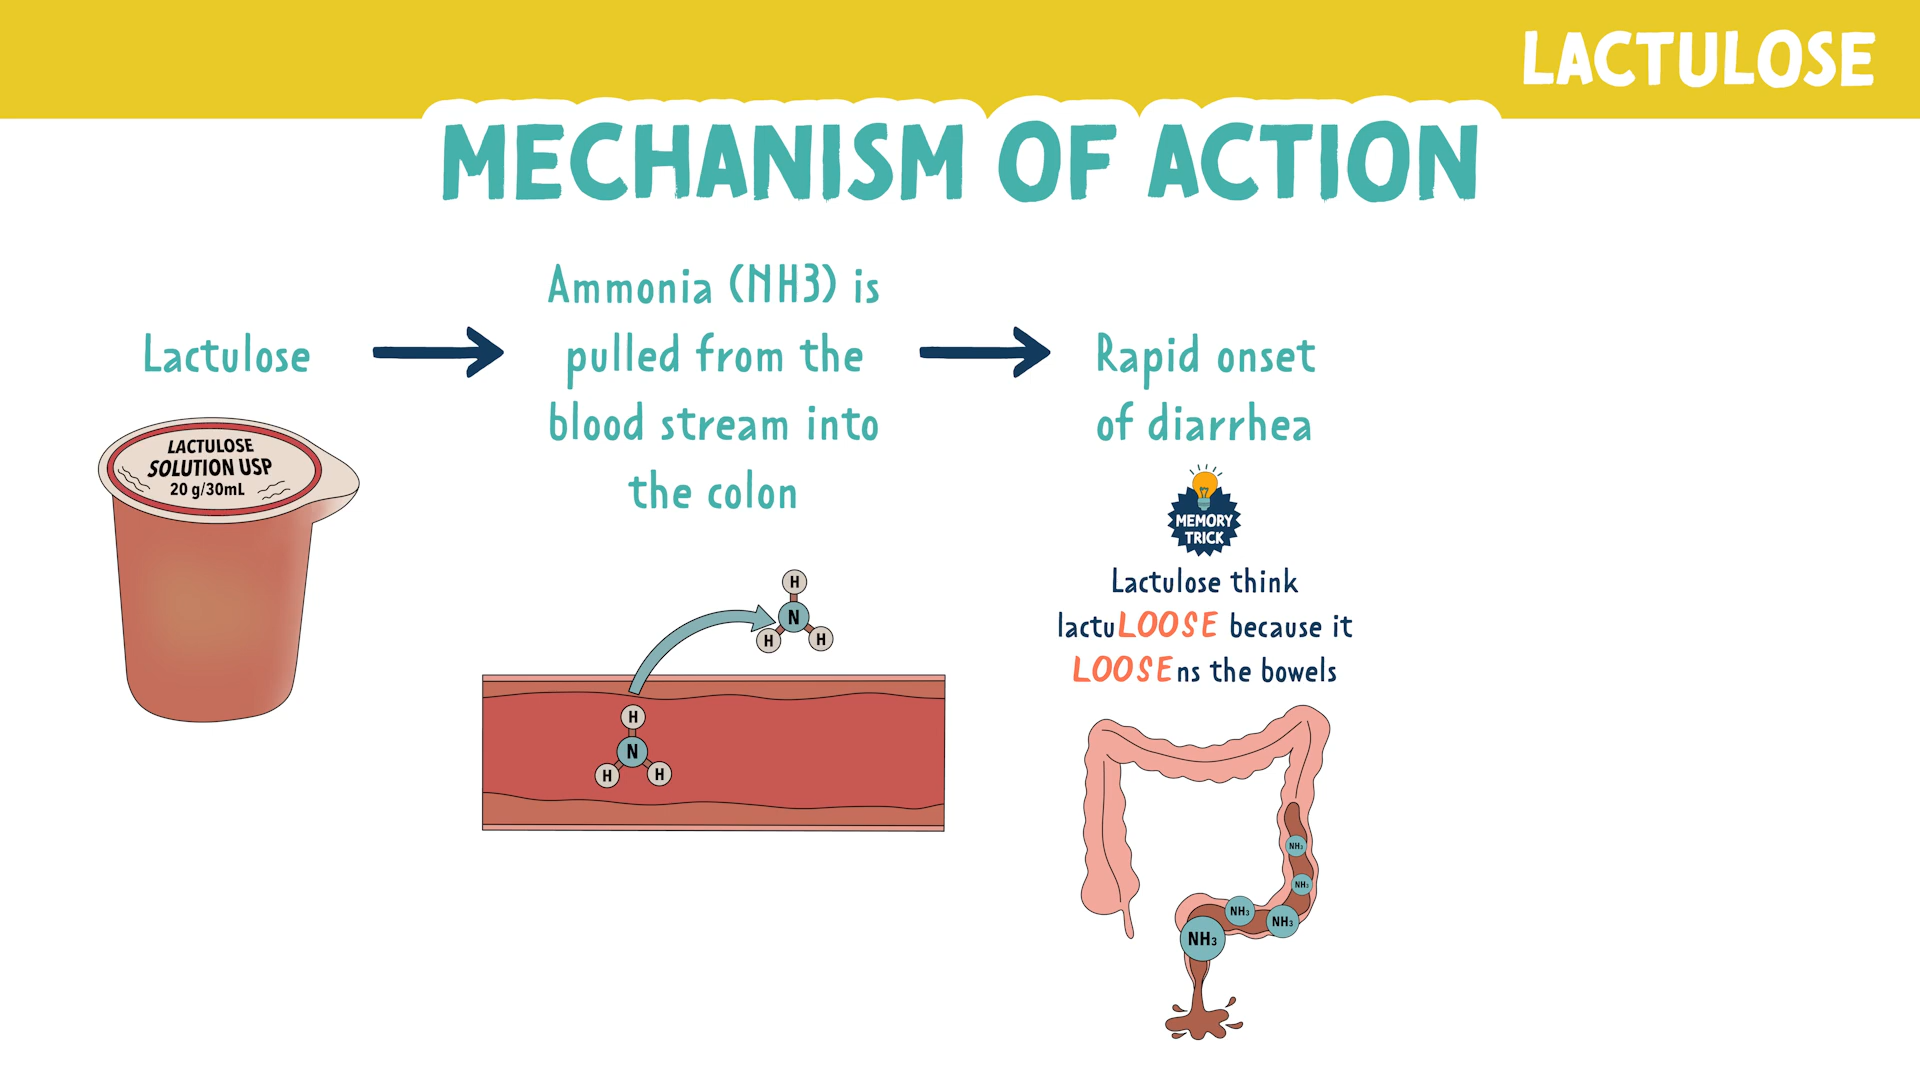 LACTULOSE
MECHANISM OF ACTION
Lactulose
LACTULOSE
SOLUTION USP
20 g/30mL
Ammonia (NH3) is
pulled from the
blood stream into
the colon
H
N
H
H
H
N
H
H
Rapid onset
of diarrhea
MEMORY
TRICK
Lactulose think
lactuLOOSE because it
LOOSEns the bowels
NH₃
NH₃
NH₃
NH₃
NH₃